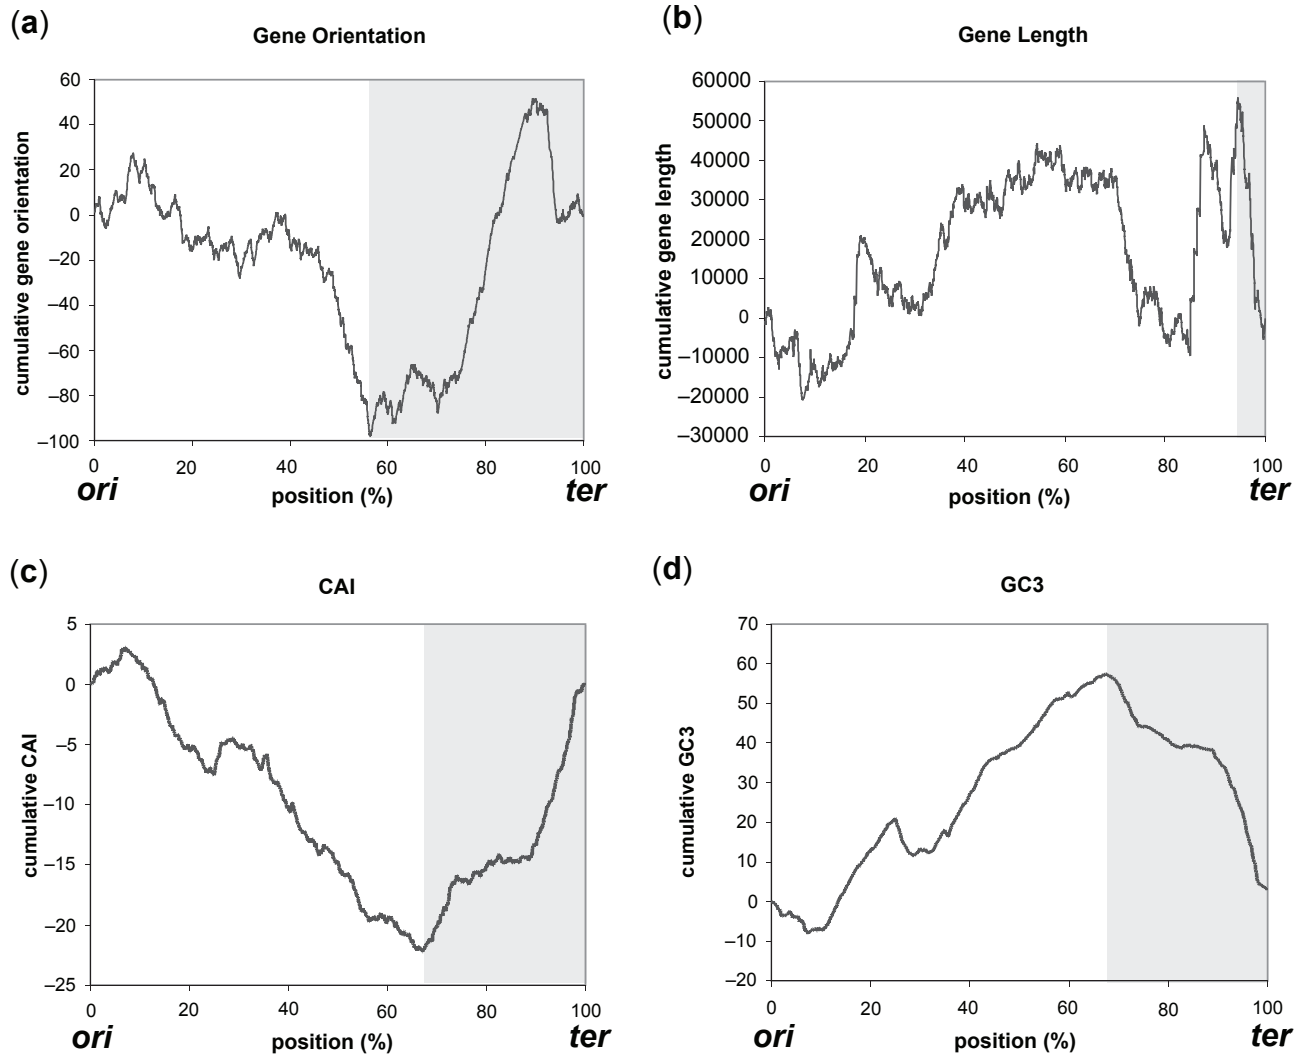 (a)
Gene Orientation
cumulative gene orientation
60
40
20
0
–20
–40
–60
–80
–100
0 20 40 60 80 100
ori position (%) ter
(b)
Gene Length
cumulative gene length
60000
50000
40000
30000
20000
10000
0
–10000
–20000
–30000
0 20 40 60 80 100
ori position (%) ter
(c)
CAI
cumulative CAI
5
0
–5
–10
–15
–20
–25
0 20 40 60 80 100
ori position (%) ter
(d)
GC3
cumulative GC3
70
60
50
40
30
20
10
0
–10
–20
0 20 40 60 80 100
ori position (%) ter